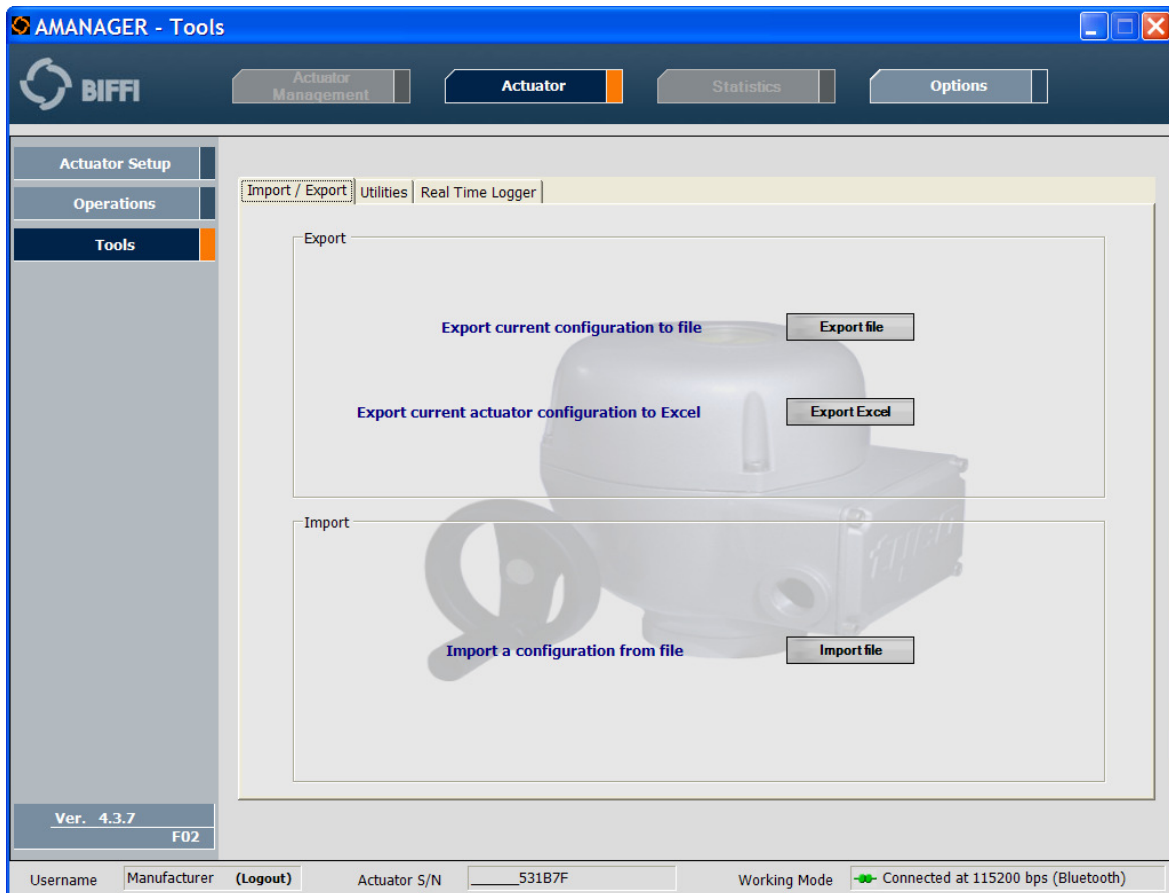 AMANAGER - Tools
BIFFI
Actuator
Management
Actuator
Statistics
Options
Actuator Setup
Operations
Tools
Import / Export
Utilities
Real Time Logger
Export
Export current configuration to file
Export file
Export current actuator configuration to Excel
Export Excel
Import
Import a configuration from file
Import file
Ver. 4.3.7
F02
Username
Manufacturer
(Logout)
Actuator S/N
______531B7F
Working Mode
Connected at 115200 bps (Bluetooth)